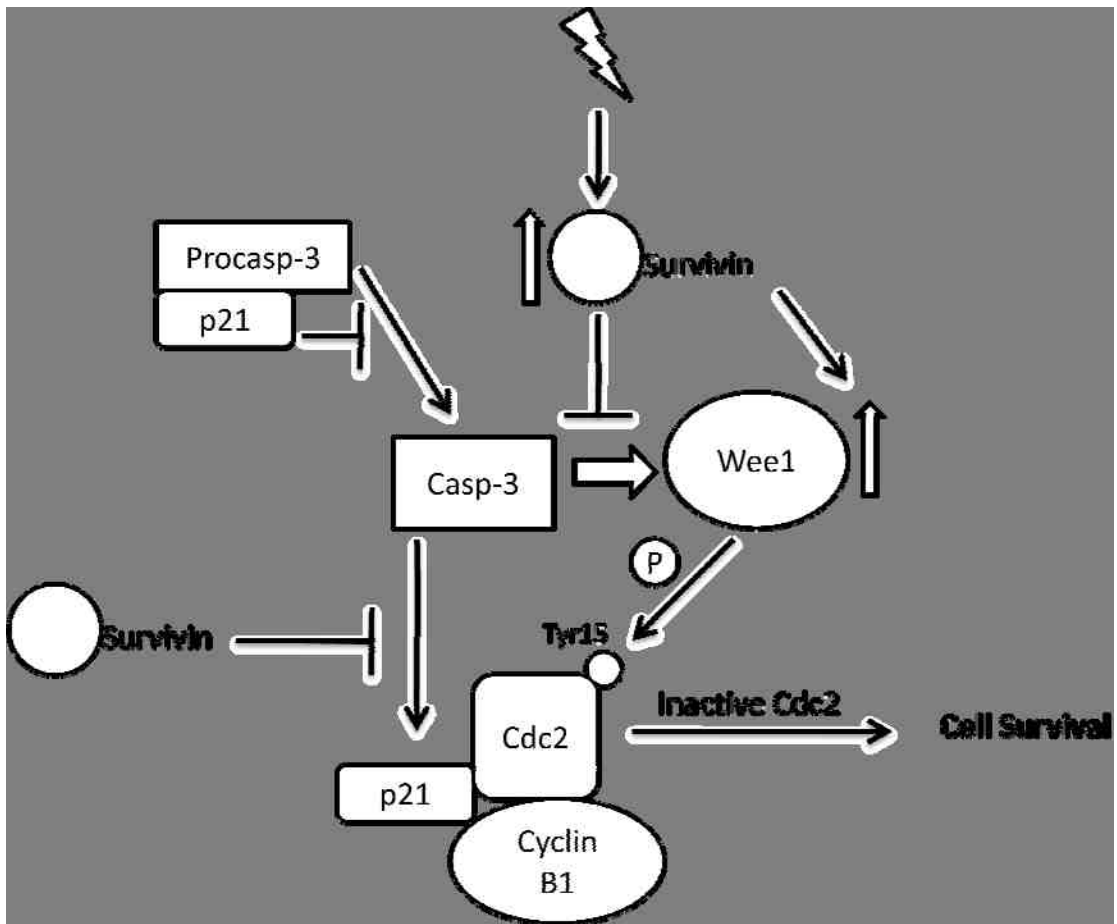 Procasp-3
Survivin
p21
Wee1
Casp-3
P
Survivin
Tyr15
Inactive Cdc2
Cell Survival
Cdc2
p21
Cyclin
B1